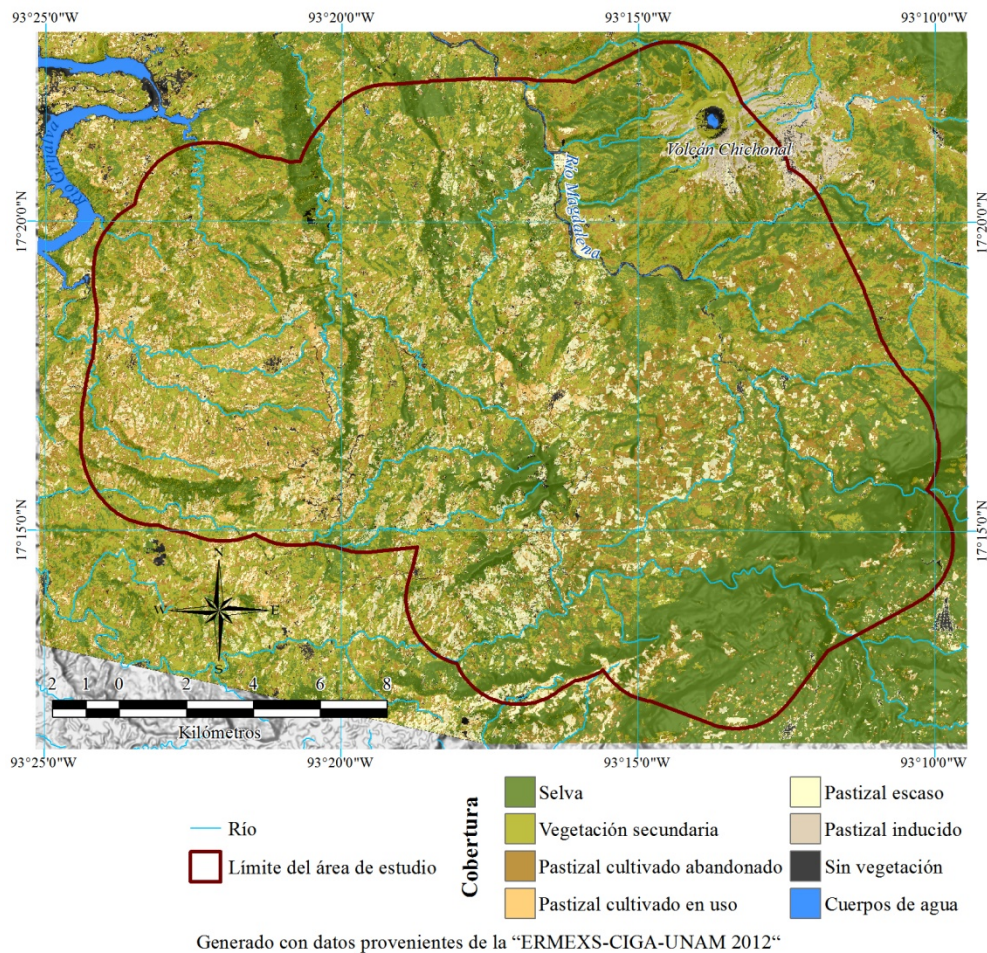 93°25'0"W 93°20'0"W 93°15'0"W 93°10'0"W
Río Grijalva
Volcán Chichonal
Río Magdalena
17°20'0"N 17°20'0"N
17°15'0"N 17°15'0"N
N
W E
S
2 1 0 2 4 6 8
Kilómetros
93°25'0"W 93°20'0"W 93°15'0"W 93°10'0"W
Río
Límite del área de estudio
Cobertura
Selva
Vegetación secundaria
Pastizal cultivado abandonado
Pastizal cultivado en uso
Pastizal escaso
Pastizal inducido
Sin vegetación
Cuerpos de agua
Generado con datos provenientes de la “ERMEXS-CIGA-UNAM 2012“